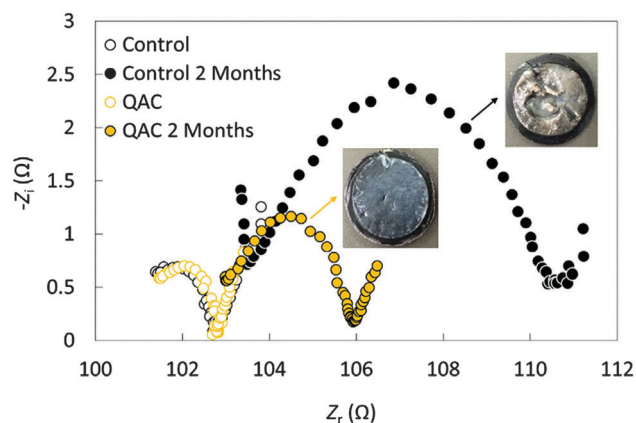 3
2.5
2
1.5
1
0.5
0
-Zi (Ω)
Control
Control 2 Months
QAC
QAC 2 Months
100
102
104
106
108
110
112
Zr (Ω)